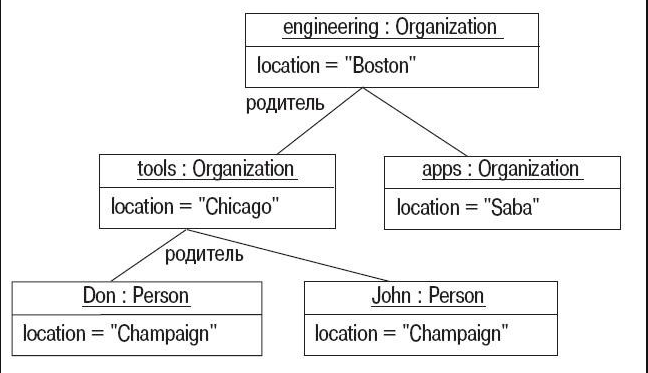 engineering : Organization
location = "Boston"
родитель
tools : Organization
location = "Chicago"
apps : Organization
location = "Saba"
родитель
Don : Person
location = "Champaign"
John : Person
location = "Champaign"